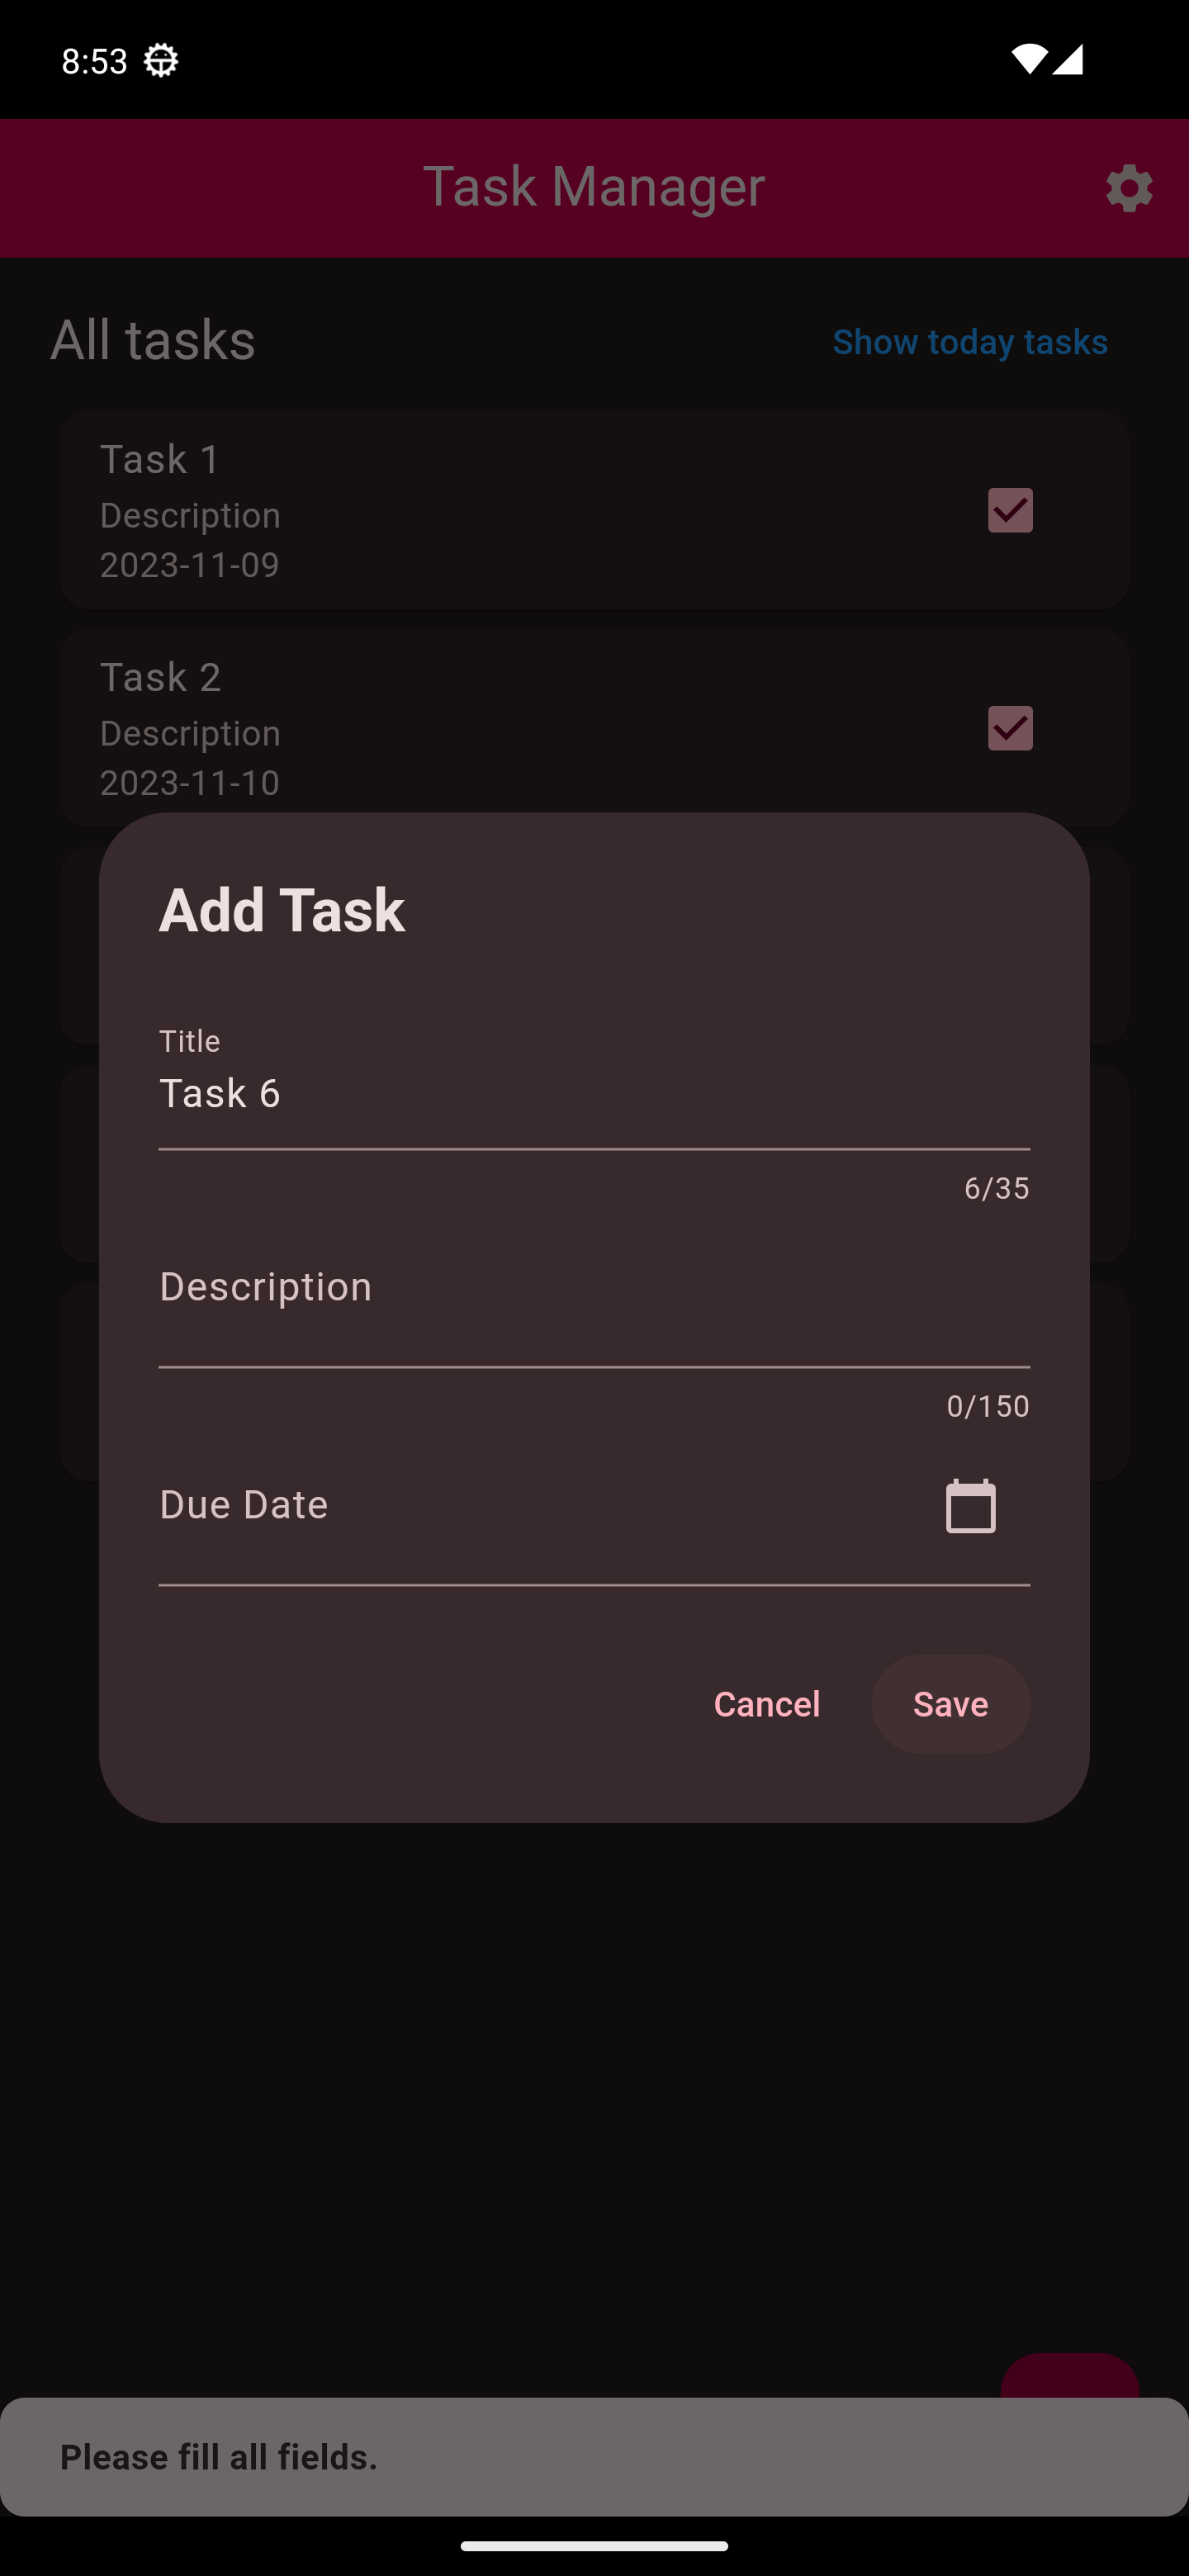 8:53
Task Manager
All tasks
Show today tasks
Task 1
Description
2023-11-09
Task 2
Description
2023-11-10
Add Task
Title
Task 6
6/35
Description
0/150
Due Date
Cancel
Save
Please fill all fields.